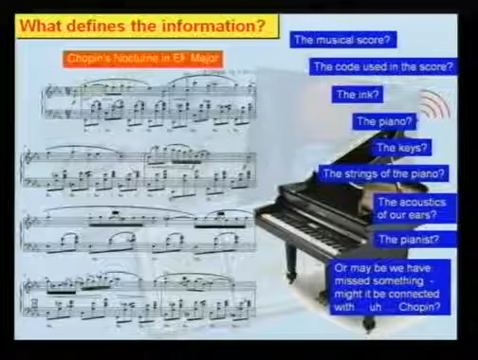 What defines the information?
Chopin's Nocturne in E♭ Major
The musical score?
The code used in the score?
The ink?
The piano?
The keys?
The strings of the piano?
The acoustics
of our ears?
The pianist?
Or may be we have
missed something -
might it be connected
with... uh ... Chopin?